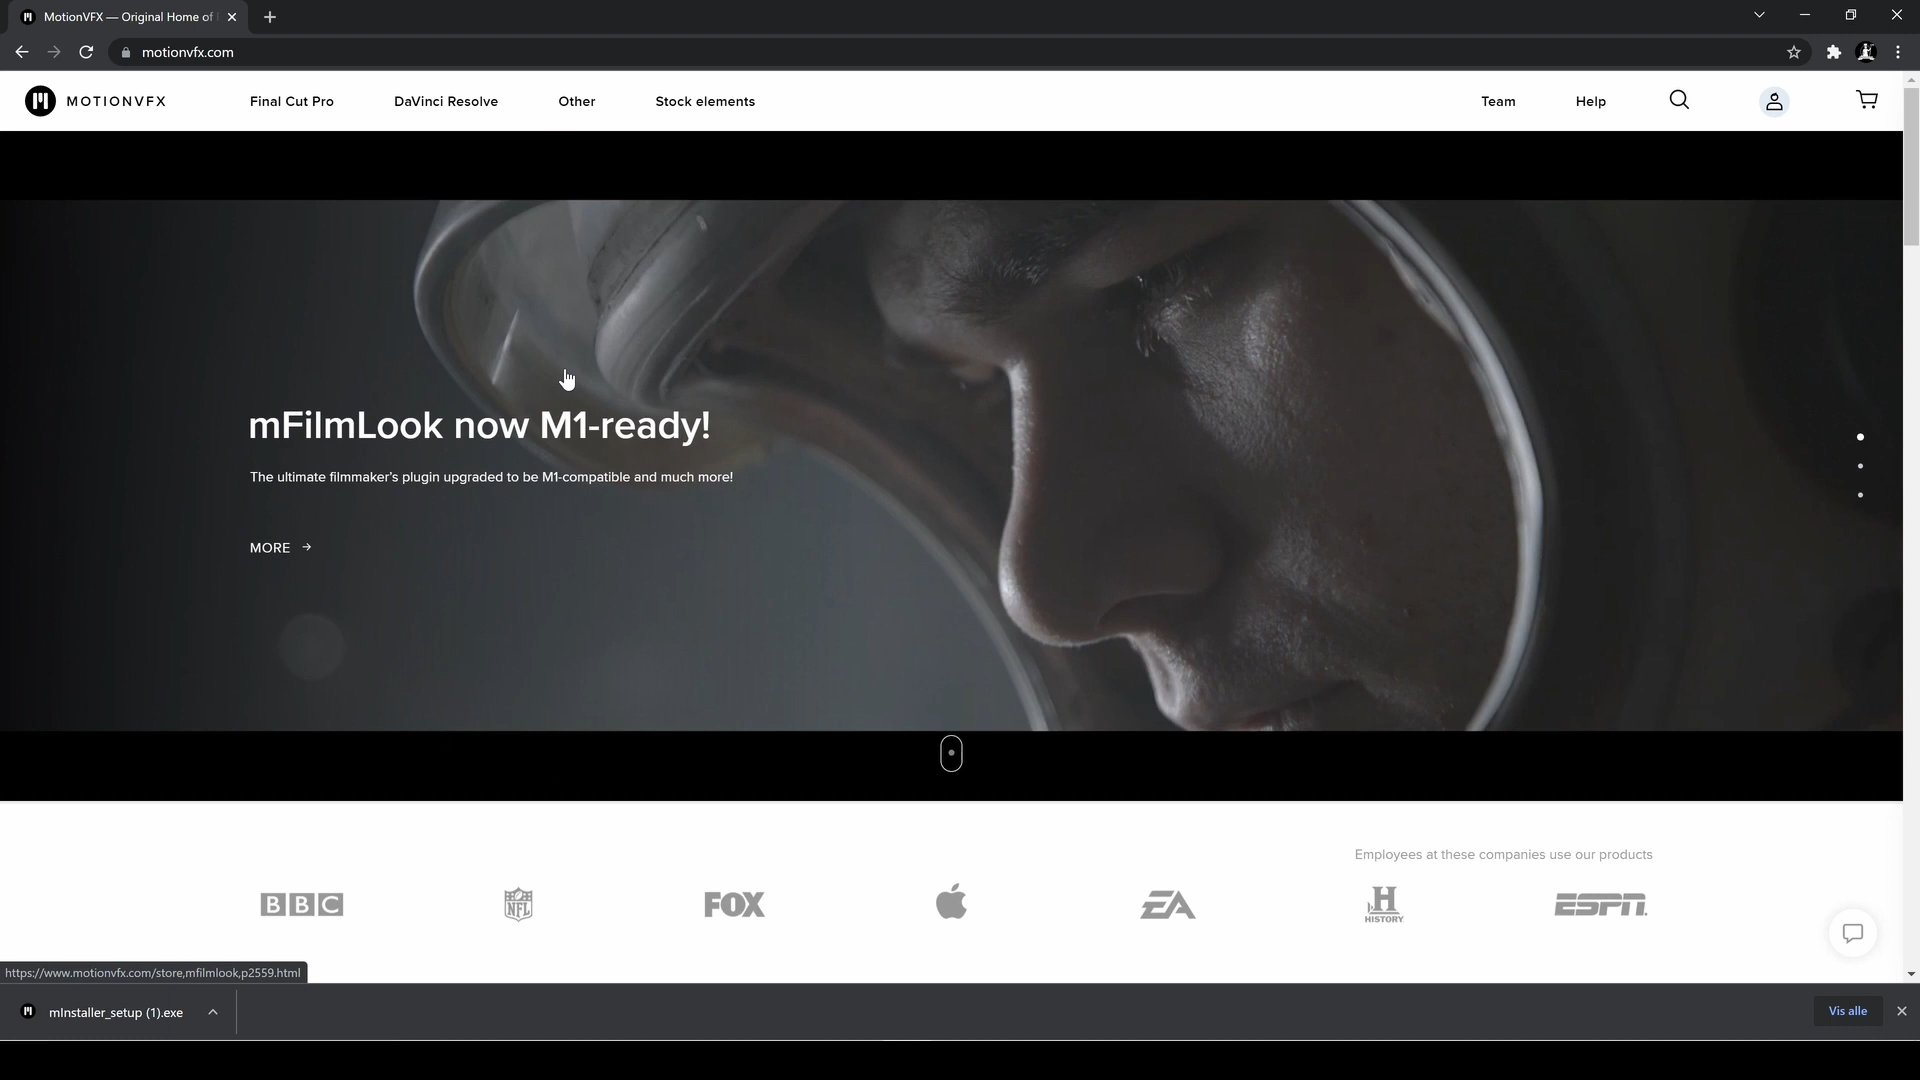 MotionVFX — Original Home of
motionvfx.com
MOTIONVFX
Final Cut Pro
DaVinci Resolve
Other
Stock elements
Team
Help
mFilmLook now M1-ready!
The ultimate filmmaker's plugin upgraded to be M1-compatible and much more!
MORE →
Employees at these companies use our products
BBC
NFL
FOX
EA
H
HISTORY
ESPN
https://www.motionvfx.com/store,mfilmlook,p2559.html
mInstaller_setup (1).exe
Vis alle